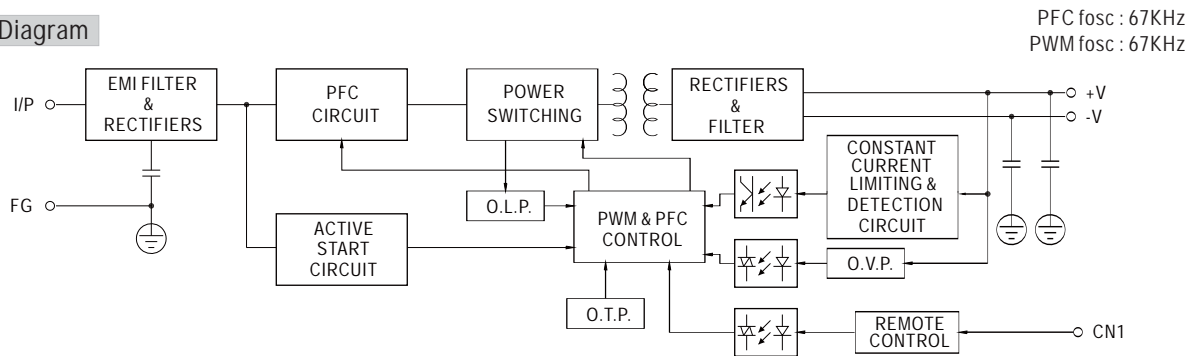 Diagram
PFC fosc : 67KHz
PWM fosc : 67KHz
I/P
EMI FILTER
&
RECTIFIERS
PFC
CIRCUIT
POWER
SWITCHING
RECTIFIERS
&
FILTER
+V
-V
FG
ACTIVE
START
CIRCUIT
O.L.P.
PWM & PFC
CONTROL
CONSTANT
CURRENT
LIMITING &
DETECTION
CIRCUIT
O.V.P.
O.T.P.
REMOTE
CONTROL
CN1